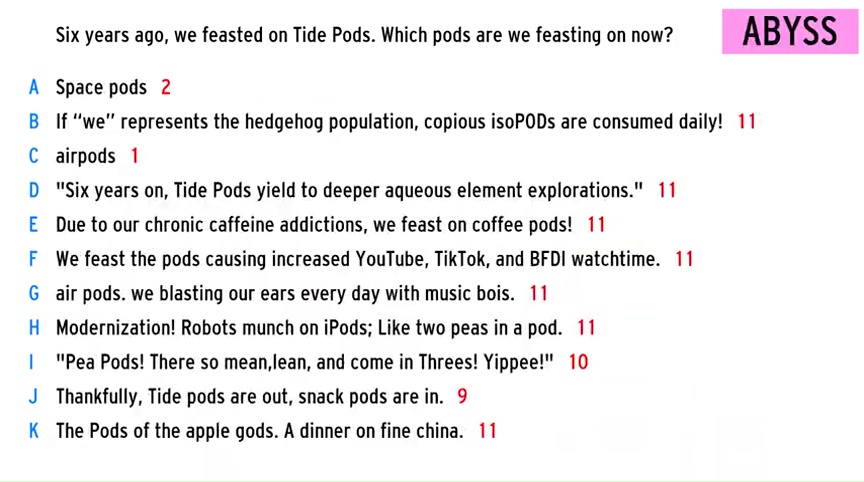 Six years ago, we feasted on Tide Pods. Which pods are we feasting on now?
ABYSS
A Space pods 2
B If “we” represents the hedgehog population, copious isoPODs are consumed daily! 11
C airpods 1
D "Six years on, Tide Pods yield to deeper aqueous element explorations." 11
E Due to our chronic caffeine addictions, we feast on coffee pods! 11
F We feast the pods causing increased YouTube, TikTok, and BFDI watchtime. 11
G air pods. we blasting our ears every day with music bois. 11
H Modernization! Robots munch on iPods; Like two peas in a pod. 11
I "Pea Pods! There so mean,lean, and come in Threes! Yippee!" 10
J Thankfully, Tide pods are out, snack pods are in. 9
K The Pods of the apple gods. A dinner on fine china. 11